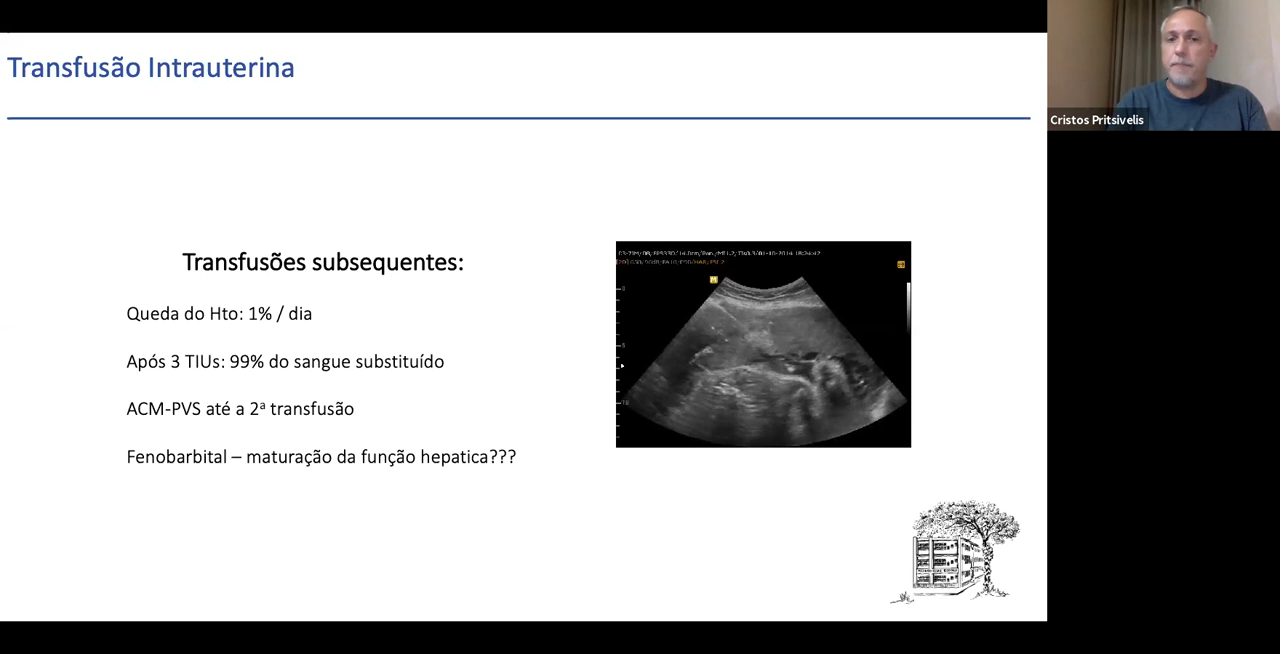 Transfusão Intrauterina
Cristos Pritsivelis
Transfusões subsequentes:
Queda do Hto: 1% / dia
Após 3 TIUs: 99% do sangue substituído
ACM-PVS até a 2ª transfusão
Fenobarbital – maturação da função hepatica???